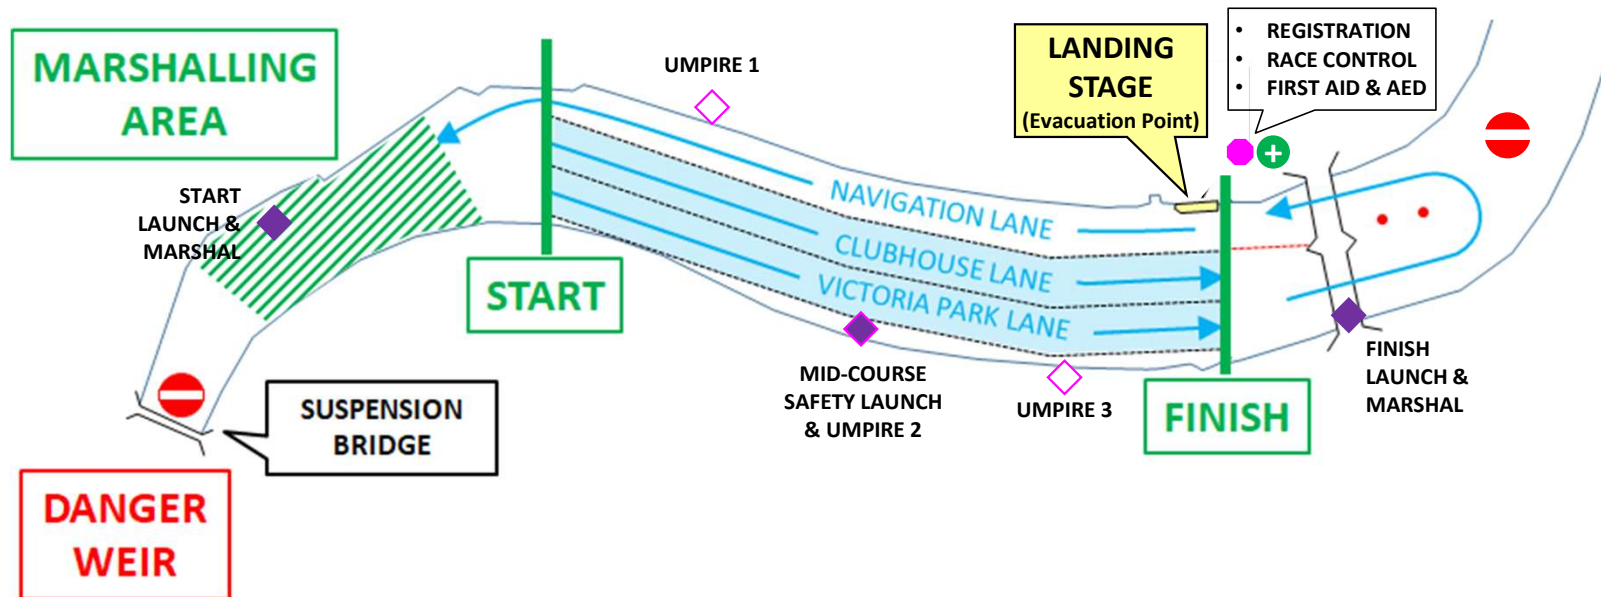 MARSHALLING
AREA
UMPIRE 1
LANDING
STAGE
(Evacuation Point)
• REGISTRATION
• RACE CONTROL
• FIRST AID & AED
START
LAUNCH &
MARSHAL
NAVIGATION LANE
CLUBHOUSE LANE
VICTORIA PARK LANE
START
SUSPENSION
BRIDGE
MID-COURSE
SAFETY LAUNCH
& UMPIRE 2
UMPIRE 3
FINISH
FINISH
LAUNCH &
MARSHAL
DANGER
WEIR